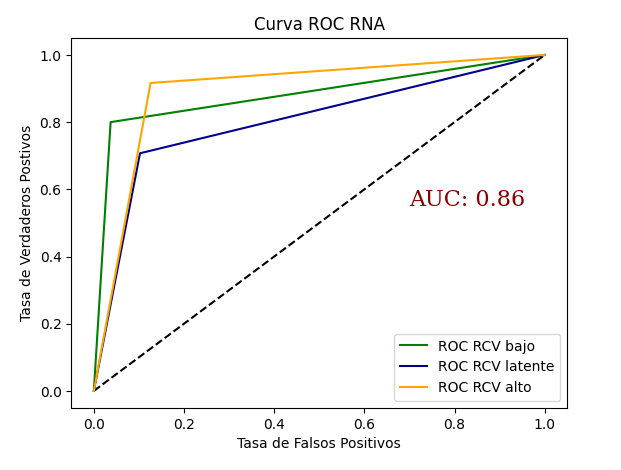 Curva ROC RNA
1.0
0.8
0.6
0.4
0.2
0.0
Tasa de Verdaderos Postivos
AUC: 0.86
ROC RCV bajo
ROC RCV latente
ROC RCV alto
0.0 0.2 0.4 0.6 0.8 1.0
Tasa de Falsos Positivos